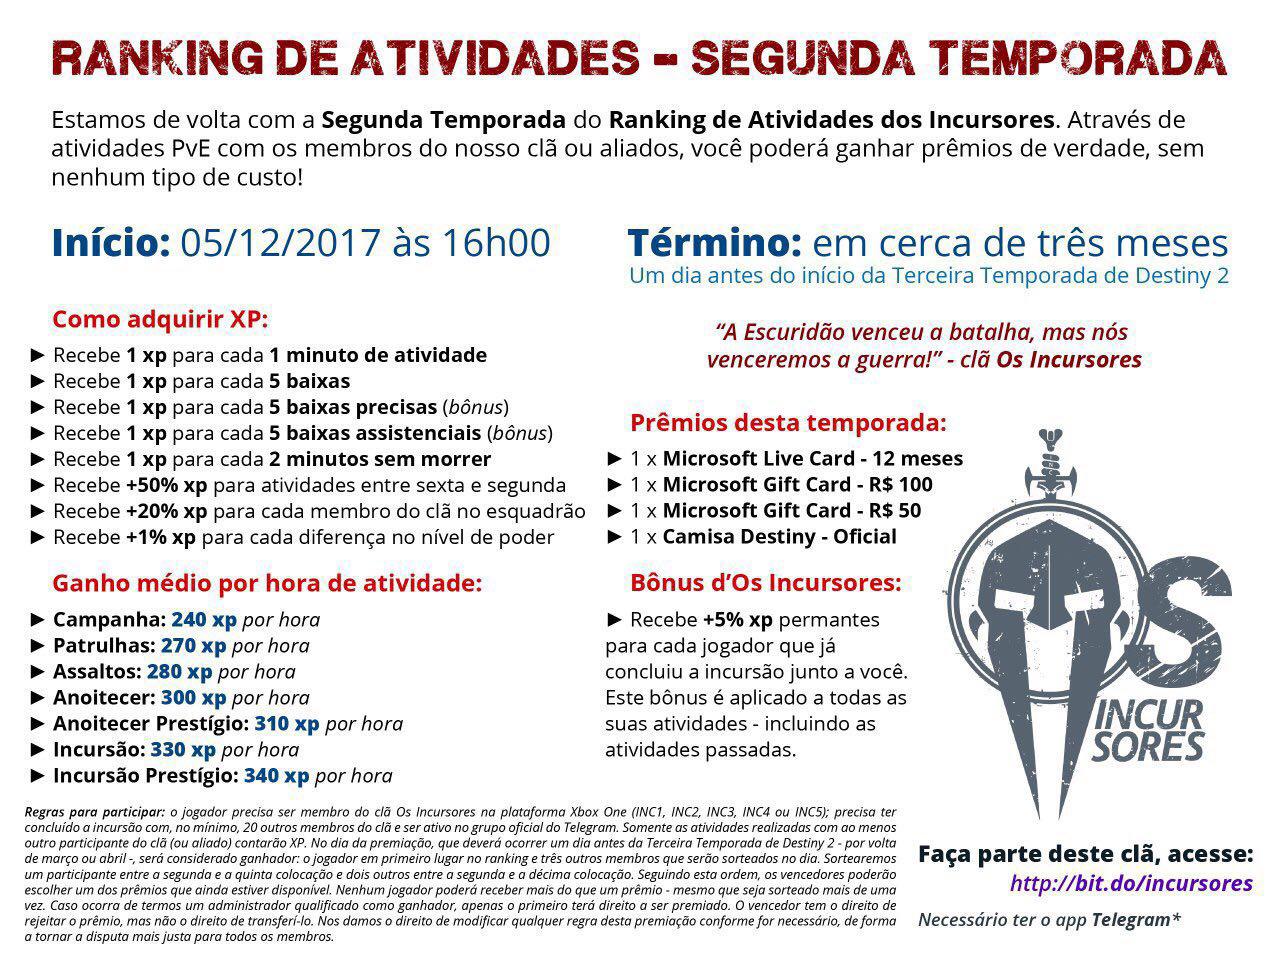 RANKING DE ATIVIDADES - SEGUNDA TEMPORADA
Estamos de volta com a Segunda Temporada do Ranking de Atividades dos Incursores. Através de
atividades PvE com os membros do nosso clã ou aliados, você poderá ganhar prêmios de verdade, sem
nenhum tipo de custo!
Início: 05/12/2017 às 16h00
Término: em cerca de três meses
Um dia antes do início da Terceira Temporada de Destiny 2
Como adquirir XP:
► Recebe 1 xp para cada 1 minuto de atividade
► Recebe 1 xp para cada 5 baixas
► Recebe 1 xp para cada 5 baixas precisas (bônus)
► Recebe 1 xp para cada 5 baixas assistenciais (bônus)
► Recebe 1 xp para cada 2 minutos sem morrer
► Recebe +50% xp para atividades entre sexta e segunda
► Recebe +20% xp para cada membro do clã no esquadrão
► Recebe +1% xp para cada diferença no nível de poder
Ganho médio por hora de atividade:
► Campanha: 240 xp por hora
► Patrulhas: 270 xp por hora
► Assaltos: 280 xp por hora
► Anoitecer: 300 xp por hora
► Anoitecer Prestígio: 310 xp por hora
► Incursão: 330 xp por hora
► Incursão Prestígio: 340 xp por hora
“A Escuridão venceu a batalha, mas nós
venceremos a guerra!” - clã Os Incursores
Prêmios desta temporada:
► 1 x Microsoft Live Card - 12 meses
► 1 x Microsoft Gift Card - R$ 100
► 1 x Microsoft Gift Card - R$ 50
► 1 x Camisa Destiny - Oficial
Bônus d’Os Incursores:
► Recebe +5% xp permantes
para cada jogador que já
concluiu a incursão junto a você.
Este bônus é aplicado a todas as
suas atividades - incluindo as
atividades passadas.
OS
INCUR
SORES
Regras para participar: o jogador precisa ser membro do clã Os Incursores na plataforma Xbox One (INC1, INC2, INC3, INC4 ou INC5); precisa ter
concluído a incursão com, no mínimo, 20 outros membros do clã e ser ativo no grupo oficial do Telegram. Somente as atividades realizadas com ao menos
outro participante do clã (ou aliado) contarão XP. No dia da premiação, que deverá ocorrer um dia antes da Terceira Temporada de Destiny 2 - por volta
de março ou abril -, será considerado ganhador: o jogador em primeiro lugar no ranking e três outros membros que serão sorteados no dia. Sortearemos
um participante entre a segunda e a quinta colocação e dois outros entre a segunda e a décima colocação. Seguindo esta ordem, os vencedores poderão
escolher um dos prêmios que ainda estiver disponível. Nenhum jogador poderá receber mais do que um prêmio - mesmo que seja sorteado mais de uma
vez. Caso ocorra de termos um administrador qualificado como ganhador, apenas o primeiro terá direito a ser premiado. O vencedor tem o direito de
rejeitar o prêmio, mas não o direito de transferí-lo. Nos damos o direito de modificar qualquer regra desta premiação conforme for necessário, de forma
a tornar a disputa mais justa para todos os membros.
Faça parte deste clã, acesse:
http://bit.do/incursores
Necessário ter o app Telegram*